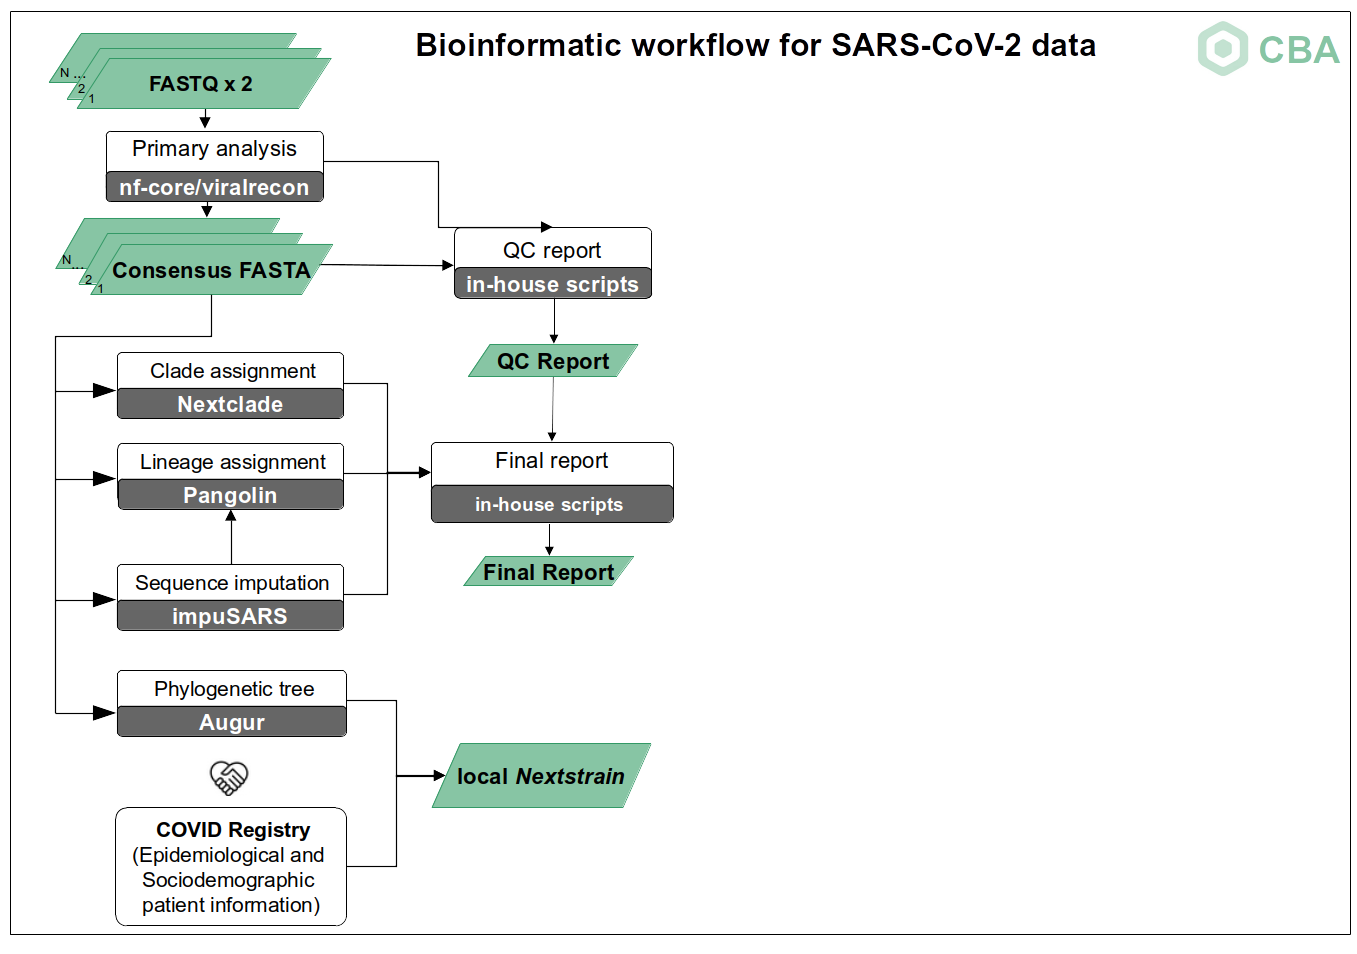 Bioinformatic workflow for SARS-CoV-2 data
CBA
N ...
2
1
FASTQ x 2
Primary analysis
nf-core/viralrecon
N...
2
1
Consensus FASTA
QC report
in-house scripts
QC Report
Clade assignment
Nextclade
Lineage assignment
Pangolin
Final report
in-house scripts
Final Report
Sequence imputation
impuSARS
Phylogenetic tree
Augur
local Nextstrain
COVID Registry
(Epidemiological and
Sociodemographic
patient information)